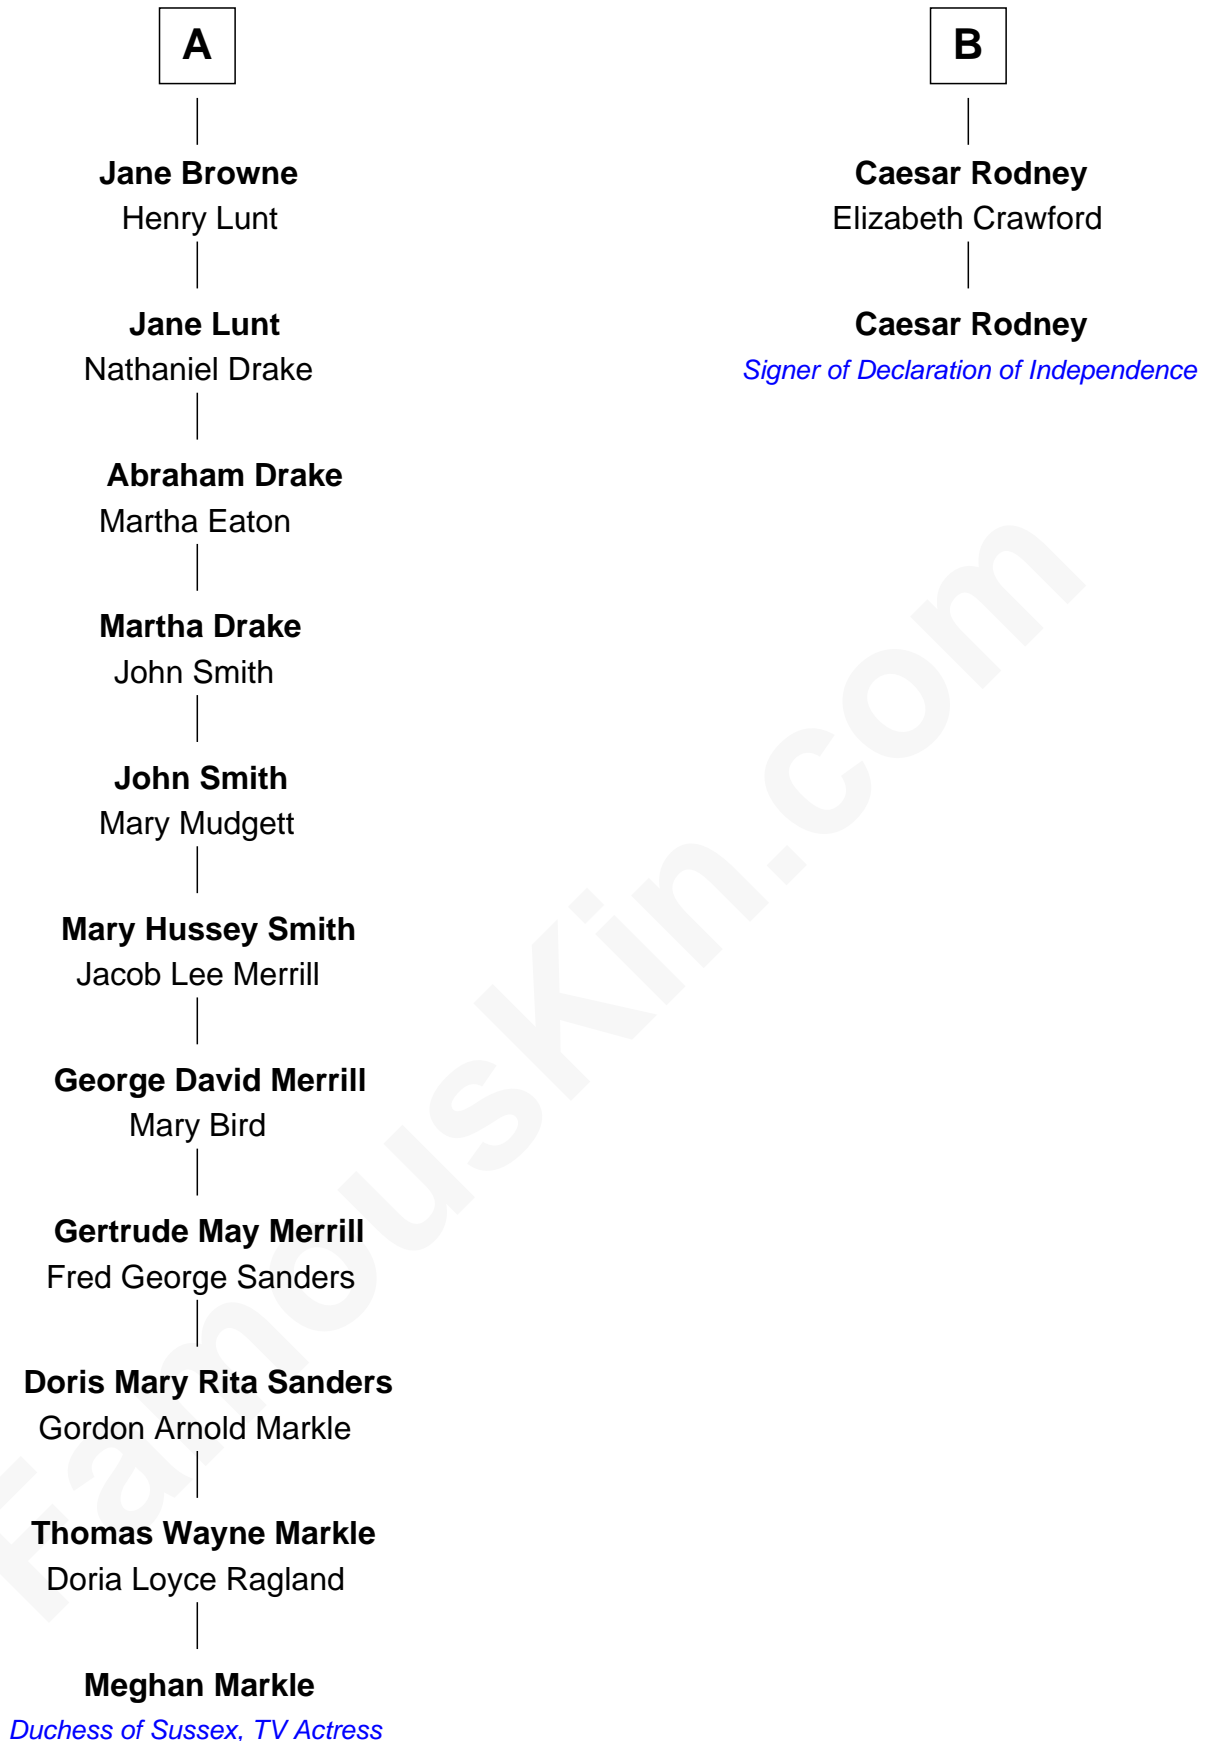 A
Jane Browne
Henry Lunt
Jane Lunt
Nathaniel Drake
Abraham Drake
Martha Eaton
Martha Drake
John Smith
John Smith
Mary Mudgett
Mary Hussey Smith
Jacob Lee Merrill
George David Merrill
Mary Bird
Gertrude May Merrill
Fred George Sanders
Doris Mary Rita Sanders
Gordon Arnold Markle
Thomas Wayne Markle
Doria Loyce Ragland
Meghan Markle
Duchess of Sussex, TV Actress
B
Caesar Rodney
Elizabeth Crawford
Caesar Rodney
Signer of Declaration of Independence
FamousKin.com